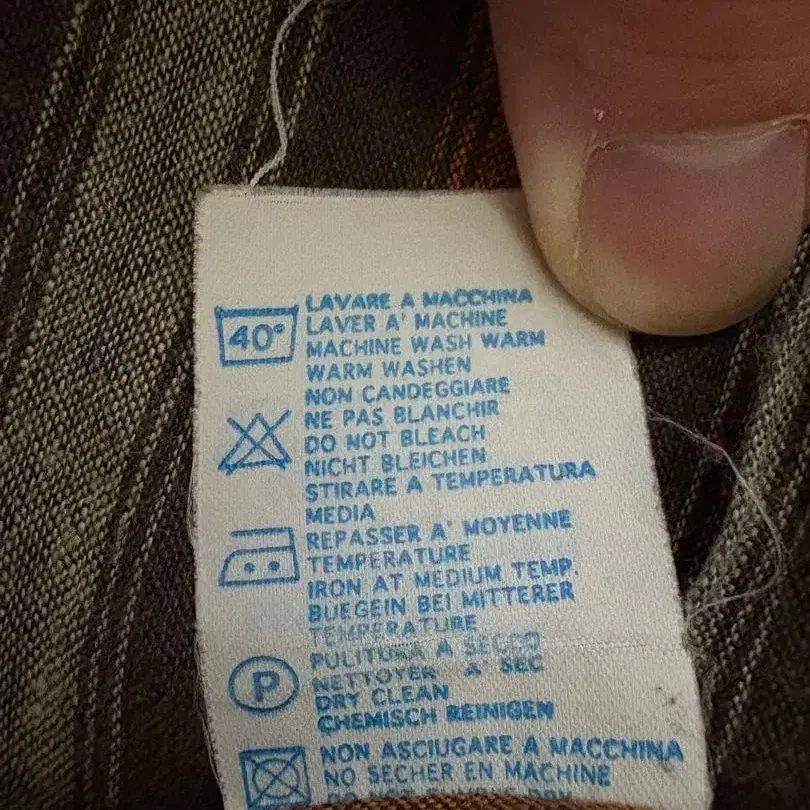 LAVARE A MACCHINA
40°
LAVER A' MACHINE
MACHINE WASH WARM
WARM WASHEN
NON CANDEGGIARE
NE PAS BLANCHIR
DO NOT BLEACH
NICHT BLEICHEN
STIRARE A TEMPERATURA
MEDIA
REPASSER A' MOYENNE
TEMPERATURE
IRON AT MEDIUM TEMP.
BUEGEIN BEI MITTERER
TEMPERATURE
PULITURA A SECCO
P
NETTOYER A' SEC
DRY CLEAN
CHEMISCH REINIGEN
NON ASCIUGARE A MACCHINA
NO SECHER EN MACHINE